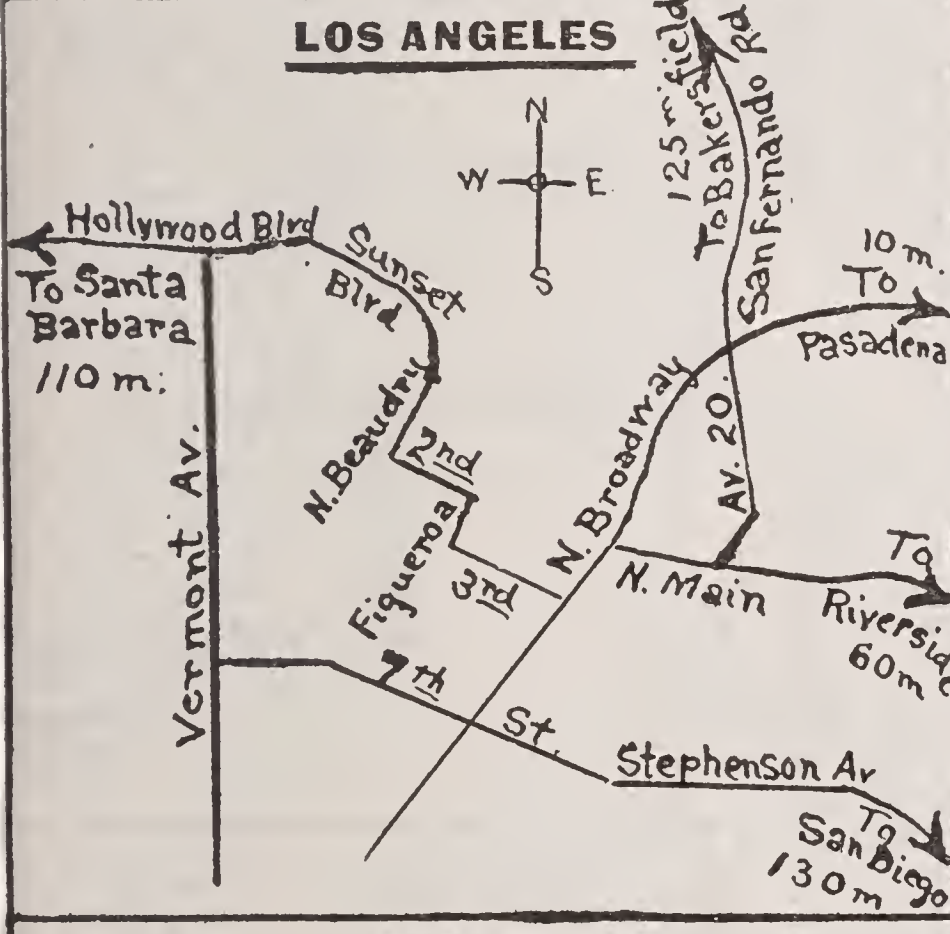 LOS ANGELES
N
W
E
S
125 m
To Bakersfield
San Fernando Rd
Hollywood Blvd
Sunset
Blvd
To Santa
Barbara
110 m.
10 m.
To
Pasadena
N. Beaudry
2nd
Figueroa
3rd
N. Broadway
Av. 20.
N. Main
To
Riverside
60 m
Vermont Av.
7th
St.
Stephenson Av
To
San Diego
130 m